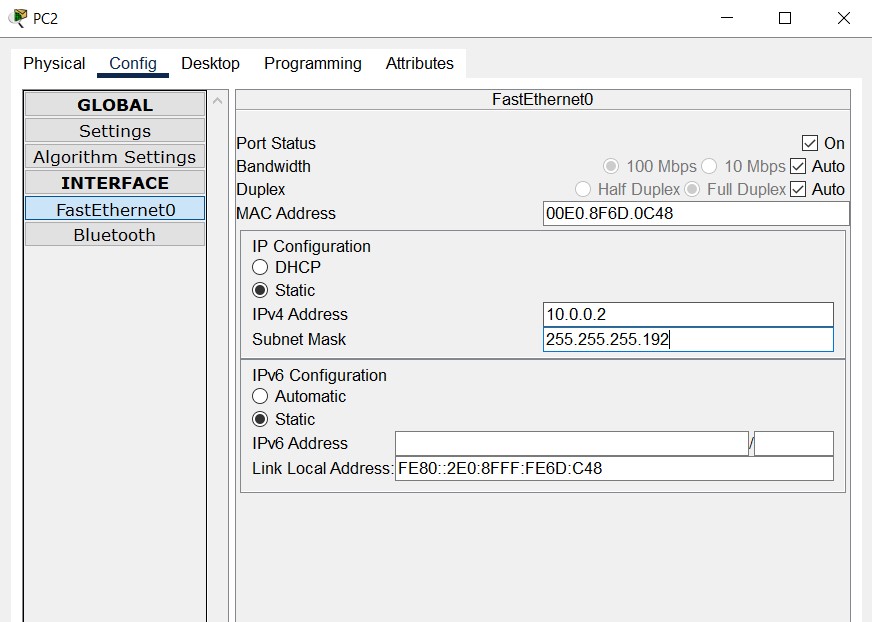 PC2
Physical Config Desktop Programming Attributes
GLOBAL
Settings
Algorithm Settings
INTERFACE
FastEthernet0
Bluetooth
FastEthernet0
Port Status On
Bandwidth 100 Mbps 10 Mbps Auto
Duplex Half Duplex Full Duplex Auto
MAC Address 00E0.8F6D.0C48
IP Configuration
DHCP
Static
IPv4 Address 10.0.0.2
Subnet Mask 255.255.255.192
IPv6 Configuration
Automatic
Static
IPv6 Address /
Link Local Address: FE80::2E0:8FFF:FE6D:C48